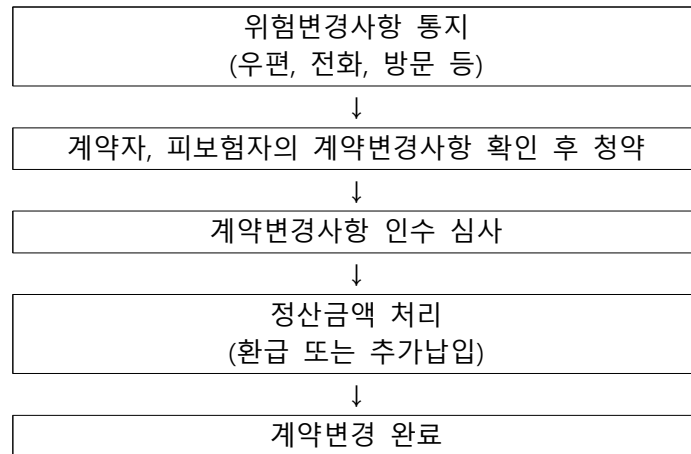 위험변경사항 통지
(우편, 전화, 방문 등)
↓
계약자, 피보험자의 계약변경사항 확인 후 청약
↓
계약변경사항 인수 심사
↓
정산금액 처리
(환급 또는 추가납입)
↓
계약변경 완료